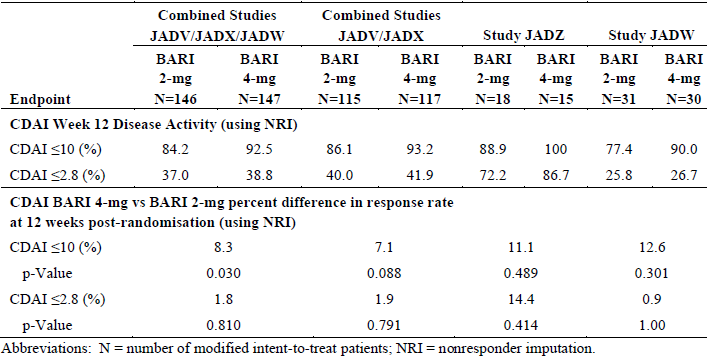 Combined Studies JADV/JADX/JADW Combined Studies JADV/JADX Study JADZ Study JADW
Endpoint BARI 2-mg N=146 BARI 4-mg N=147 BARI 2-mg N=115 BARI 4-mg N=117 BARI 2-mg N=18 BARI 4-mg N=15 BARI 2-mg N=31 BARI 4-mg N=30
CDAI Week 12 Disease Activity (using NRI)
CDAI ≤10 (%) 84.2 92.5 86.1 93.2 88.9 100 77.4 90.0
CDAI ≤2.8 (%) 37.0 38.8 40.0 41.9 72.2 86.7 25.8 26.7
CDAI BARI 4-mg vs BARI 2-mg percent difference in response rate
at 12 weeks post-randomisation (using NRI)
CDAI ≤10 (%) 8.3 7.1 11.1 12.6
p-Value 0.030 0.088 0.489 0.301
CDAI ≤2.8 (%) 1.8 1.9 14.4 0.9
p-Value 0.810 0.791 0.414 1.00
Abbreviations: N = number of modified intent-to-treat patients; NRI = nonresponder imputation.